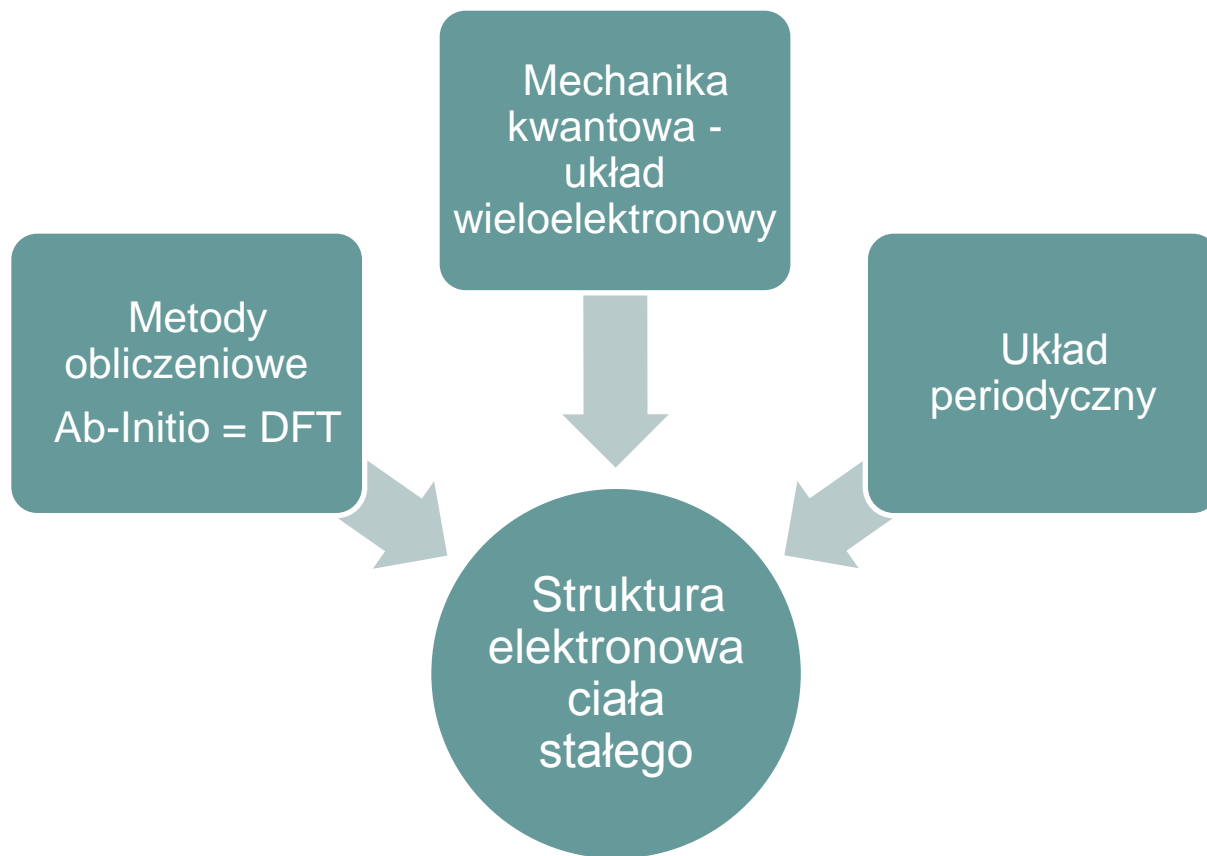 Mechanika
kwantowa -
układ
wieloelektronowy
Metody
obliczeniowe
Ab-Initio = DFT
Układ
periodyczny
Struktura
elektronowa
ciała
stałego